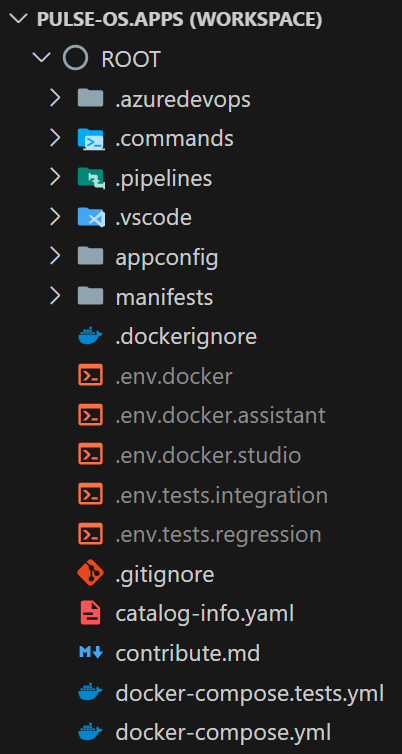 PULSE-OS.APPS (WORKSPACE)
ROOT
.azuredevops
.commands
.pipelines
.vscode
appconfig
manifests
.dockerignore
.env.docker
.env.docker.assistant
.env.docker.studio
.env.tests.integration
.env.tests.regression
.gitignore
catalog-info.yaml
contribute.md
docker-compose.tests.yml
docker-compose.yml